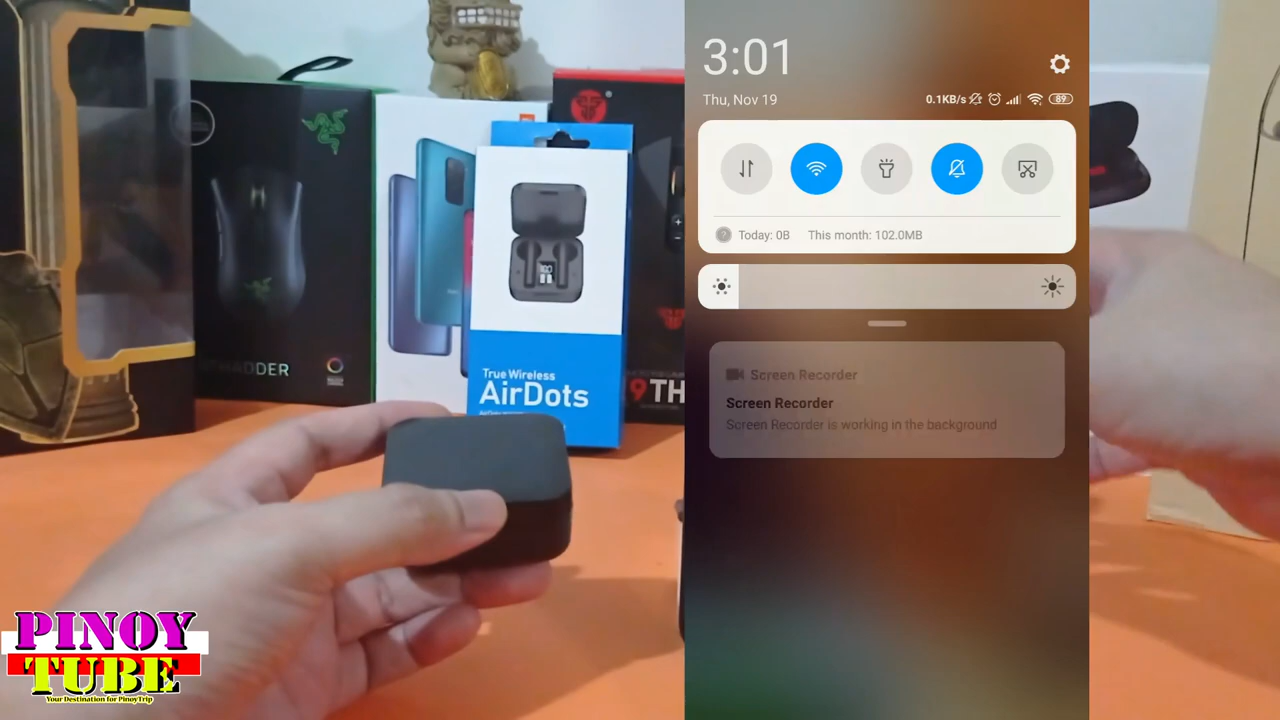 3:01
Thu, Nov 19
0.1KB/s
89
Today: 0B This month: 102.0MB
Screen Recorder
Screen Recorder
Screen Recorder is working in the background
True Wireless
AirDots
9TH
PINOY
TUBE
Your Destination for PinoyTrip